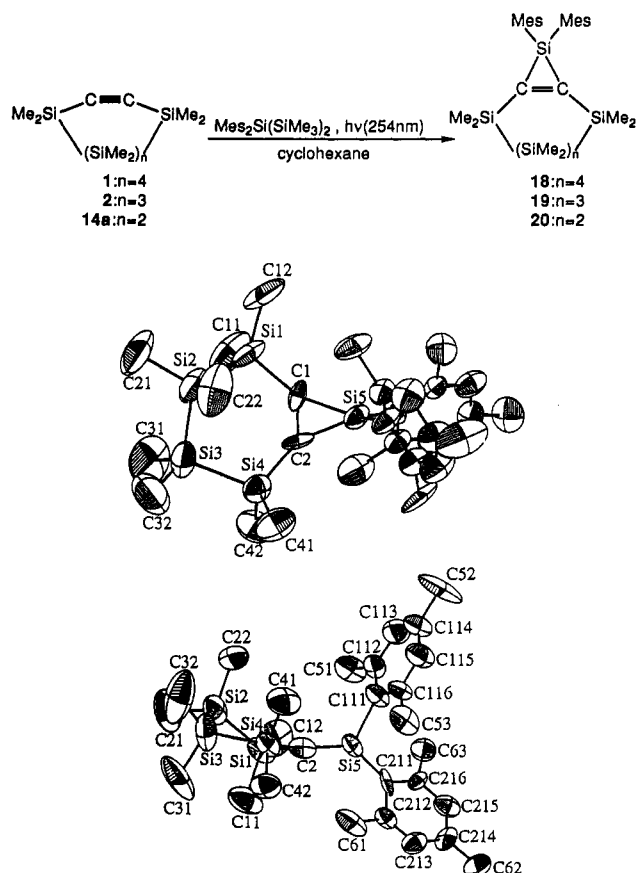 Mes Mes
Si
C C
Me2Si SiMe2
(SiMe2)n
1:n=4
2:n=3
14a:n=2
Mes2Si(SiMe3)2 , hν(254nm)
cyclohexane
C C
Me2Si SiMe2
(SiMe2)n
18:n=4
19:n=3
20:n=2
C12
C11 Si1
Si2
C21
C22
C1
Si5
C31
C2
Si3 Si4
C32
C42 C41
C52
C113
C22
C114
C32
C112
C51
C115
Si2 C41
C111
C116
Si4 C12
C53
C21
C63
Si3 Si1 C2 Si5
C211
C216
C31
C42
C212
C215
C11
C61
C214
C213
C62